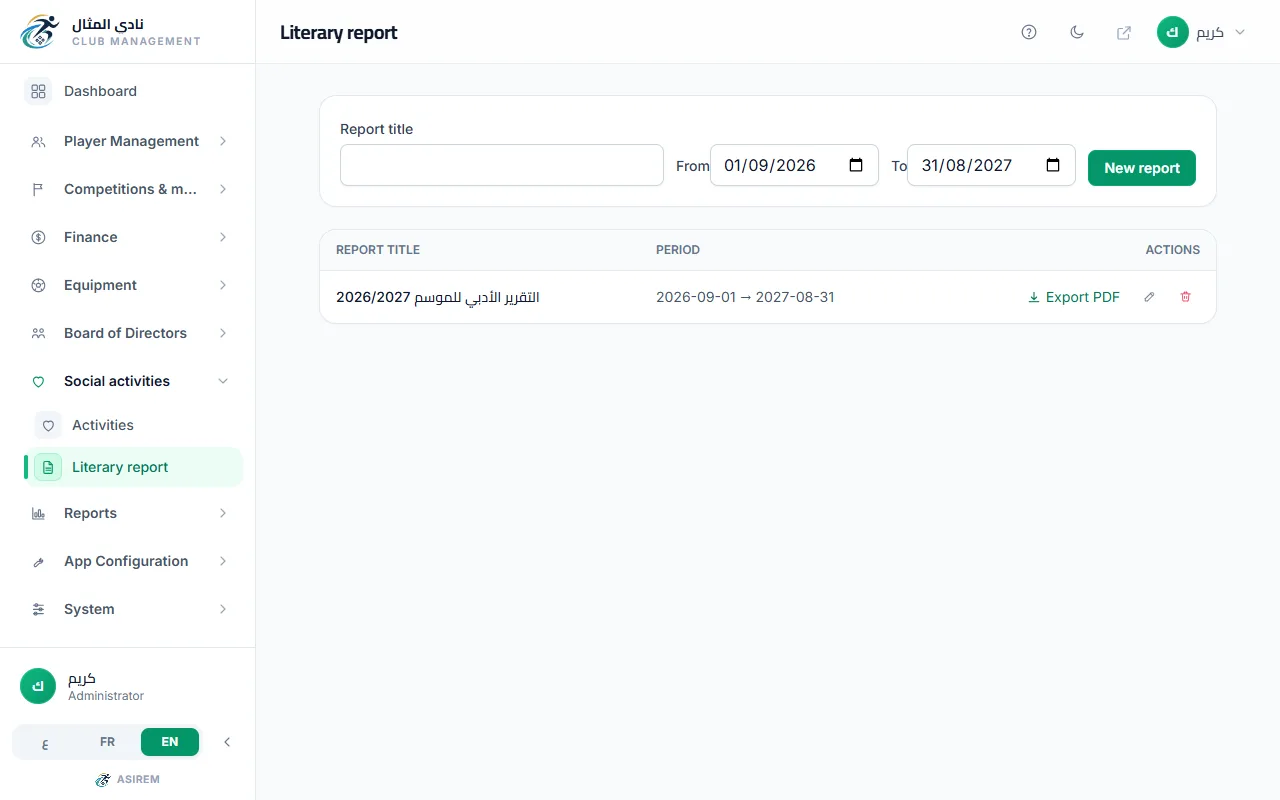 نادي المثال
CLUB MANAGEMENT
Literary report
ك
كريم
Dashboard
Player Management
Competitions & m...
Finance
Equipment
Board of Directors
Social activities
Activities
Literary report
Reports
App Configuration
System
ك
كريم
Administrator
ع FR EN
ASIREM
Report title
From 01/09/2026 To 31/08/2027 New report
REPORT TITLE PERIOD ACTIONS
التقرير الأدبي للموسم 2026/2027 2026-09-01 → 2027-08-31 Export PDF